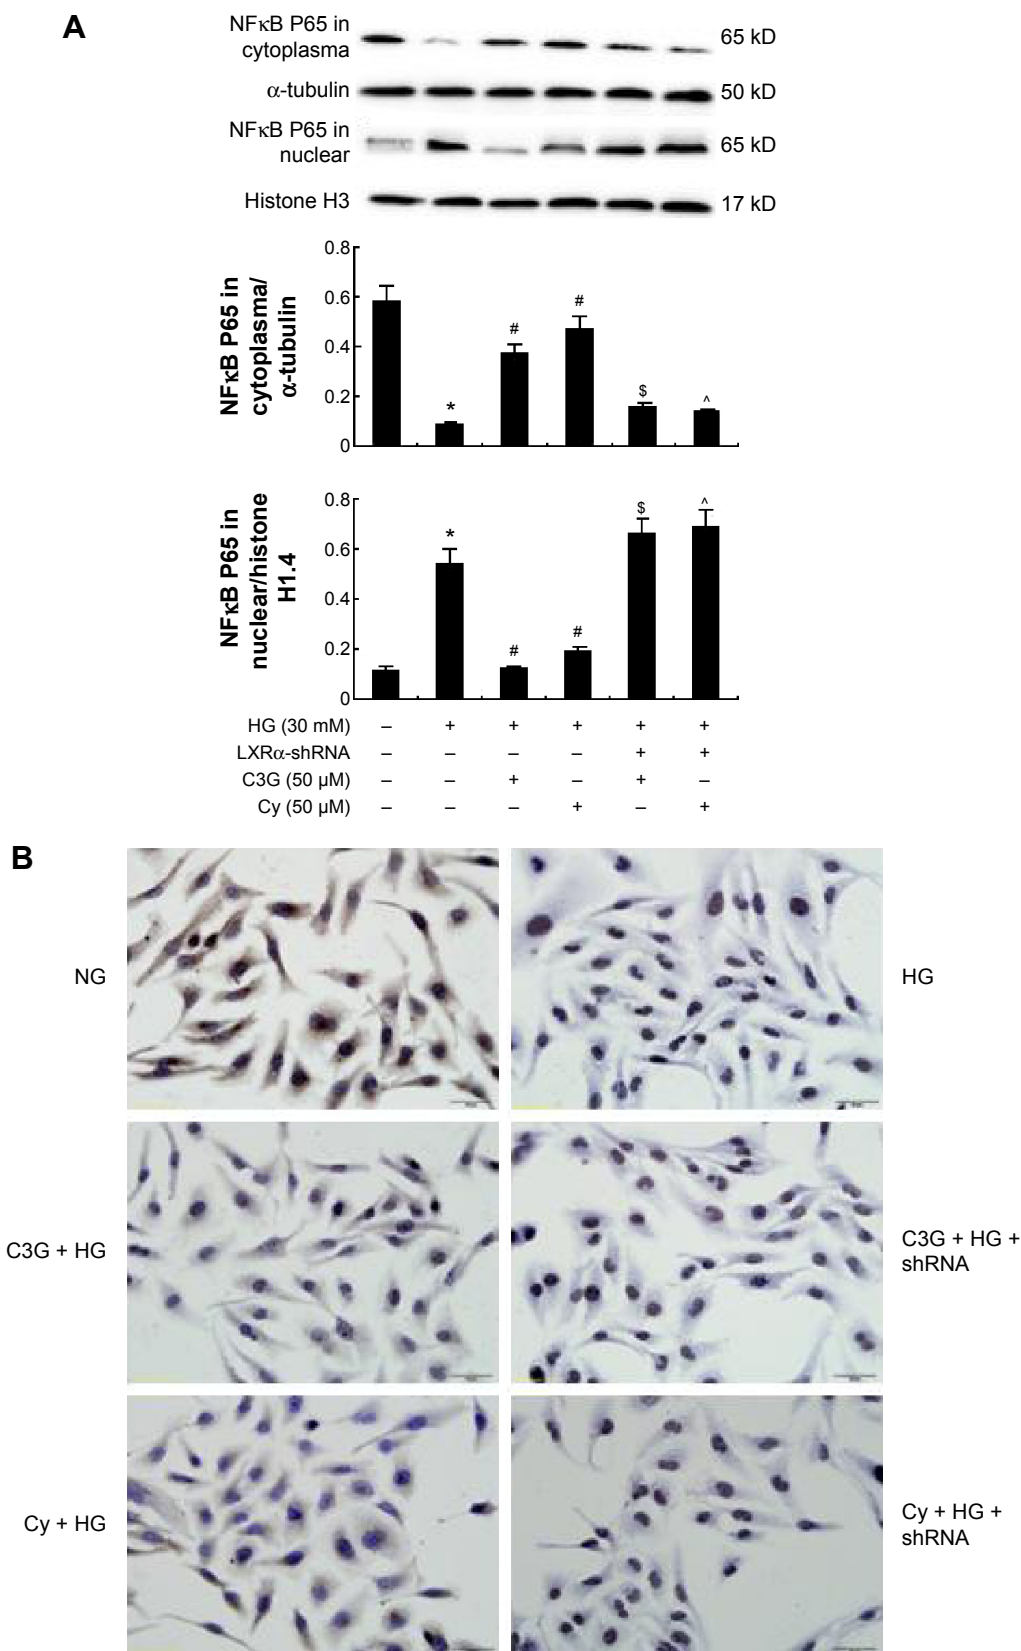 A
NFκB P65 in
cytoplasma
65 kD
α-tubulin
50 kD
NFκB P65 in
nuclear
65 kD
Histone H3
17 kD
NFκB P65 in
cytoplasma/
α-tubulin
0.8
0.6
0.4
0.2
0
*
#
#
$
^
NFκB P65 in
nuclear/histone
H1.4
0.8
0.6
0.4
0.2
0
*
#
#
$
^
HG (30 mM) – + + + + +
LXRα-shRNA – – – – + +
C3G (50 µM) – – + – + –
Cy (50 µM) – – – + – +
B
NG
HG
C3G + HG
C3G + HG +
shRNA
Cy + HG
Cy + HG +
shRNA